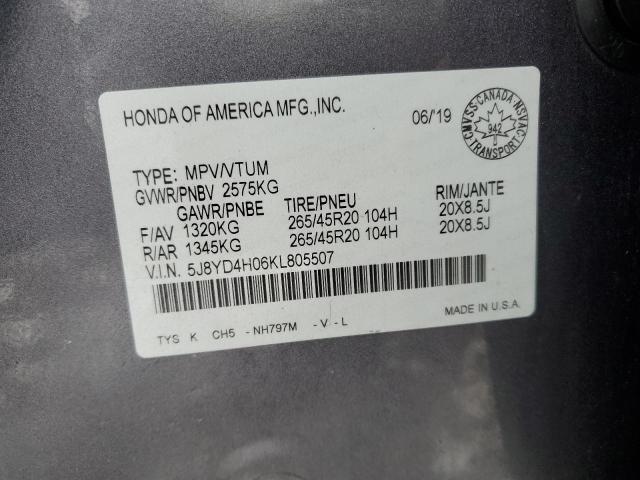 HONDA OF AMERICA MFG.,INC.
06/'19
CMVSS CANADA NSVAC
942
TRANSPORT
TYPE: MPV/VTUM
GVWR/PNBV 2575KG
GAWR/PNBE TIRE/PNEU RIM/JANTE
F/AV 1320KG 265/45R20 104H 20X8.5J
R/AR 1345KG 265/45R20 104H 20X8.5J
V.I.N. 5J8YD4H06KL805507
MADE IN U.S.A.
TYS K CH5 -NH797M -V-L